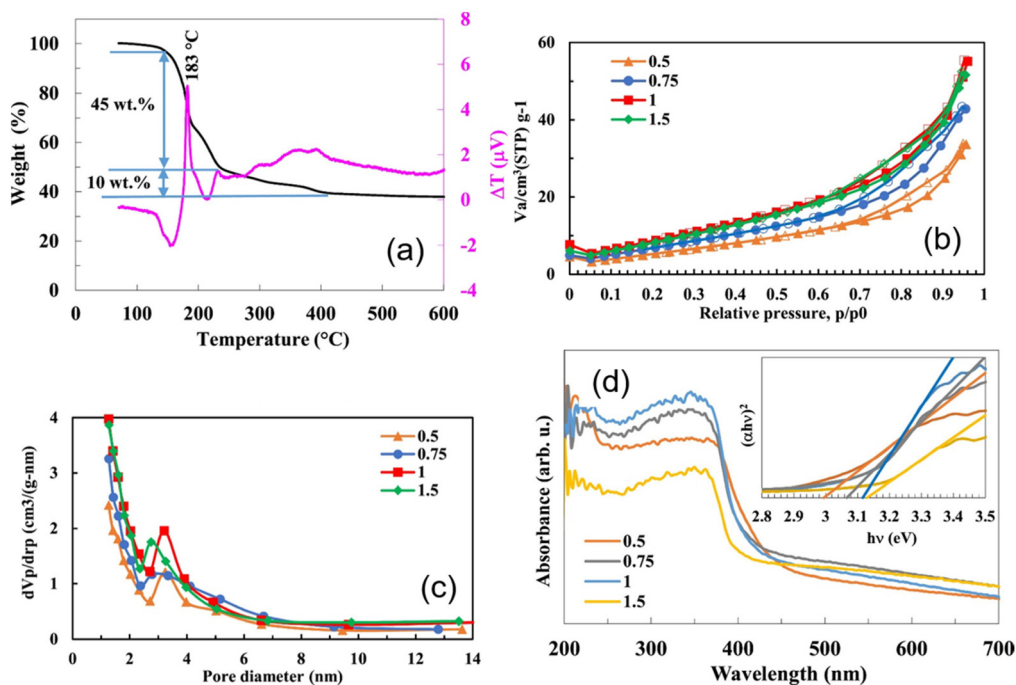 100
80
60
40
20
0
Weight (%)
45 wt.%
10 wt.%
183 °C
(a)
8
6
4
2
0
-2
-4
ΔT (μV)
0 100 200 300 400 500 600
Temperature (°C)
60
40
20
0
Va/cm³(STP) g-1
0.5
0.75
1
1.5
(b)
0 0.1 0.2 0.3 0.4 0.5 0.6 0.7 0.8 0.9 1
Relative pressure, p/p0
4
3
2
1
0
dVp/drp (cm3/(g-nm)
0.5
0.75
1
1.5
(c)
0 2 4 6 8 10 12 14
Pore diameter (nm)
(d)
Absorbance (arb. u.)
(αhν)²
2.8 2.9 3 3.1 3.2 3.3 3.4 3.5
hν (eV)
0.5
0.75
1
1.5
200 300 400 500 600 700
Wavelength (nm)